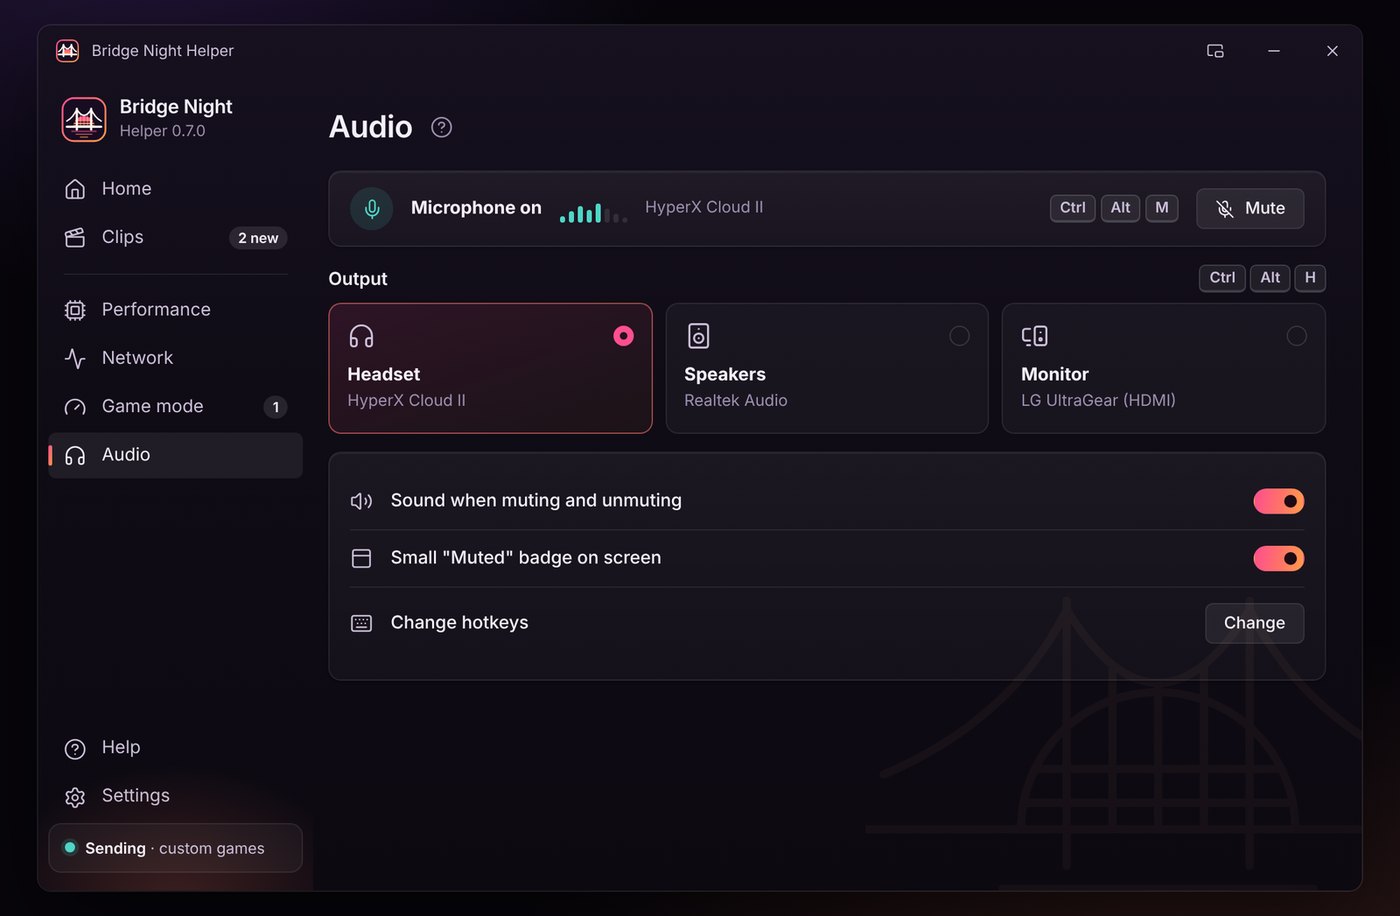 Bridge Night Helper
Bridge Night
Helper 0.7.0
Home
Clips
2 new
Performance
Network
Game mode
1
Audio
Help
Settings
Sending · custom games
Audio
Microphone on
HyperX Cloud II
Ctrl Alt M
Mute
Output
Ctrl Alt H
Headset
HyperX Cloud II
Speakers
Realtek Audio
Monitor
LG UltraGear (HDMI)
Sound when muting and unmuting
Small "Muted" badge on screen
Change hotkeys
Change